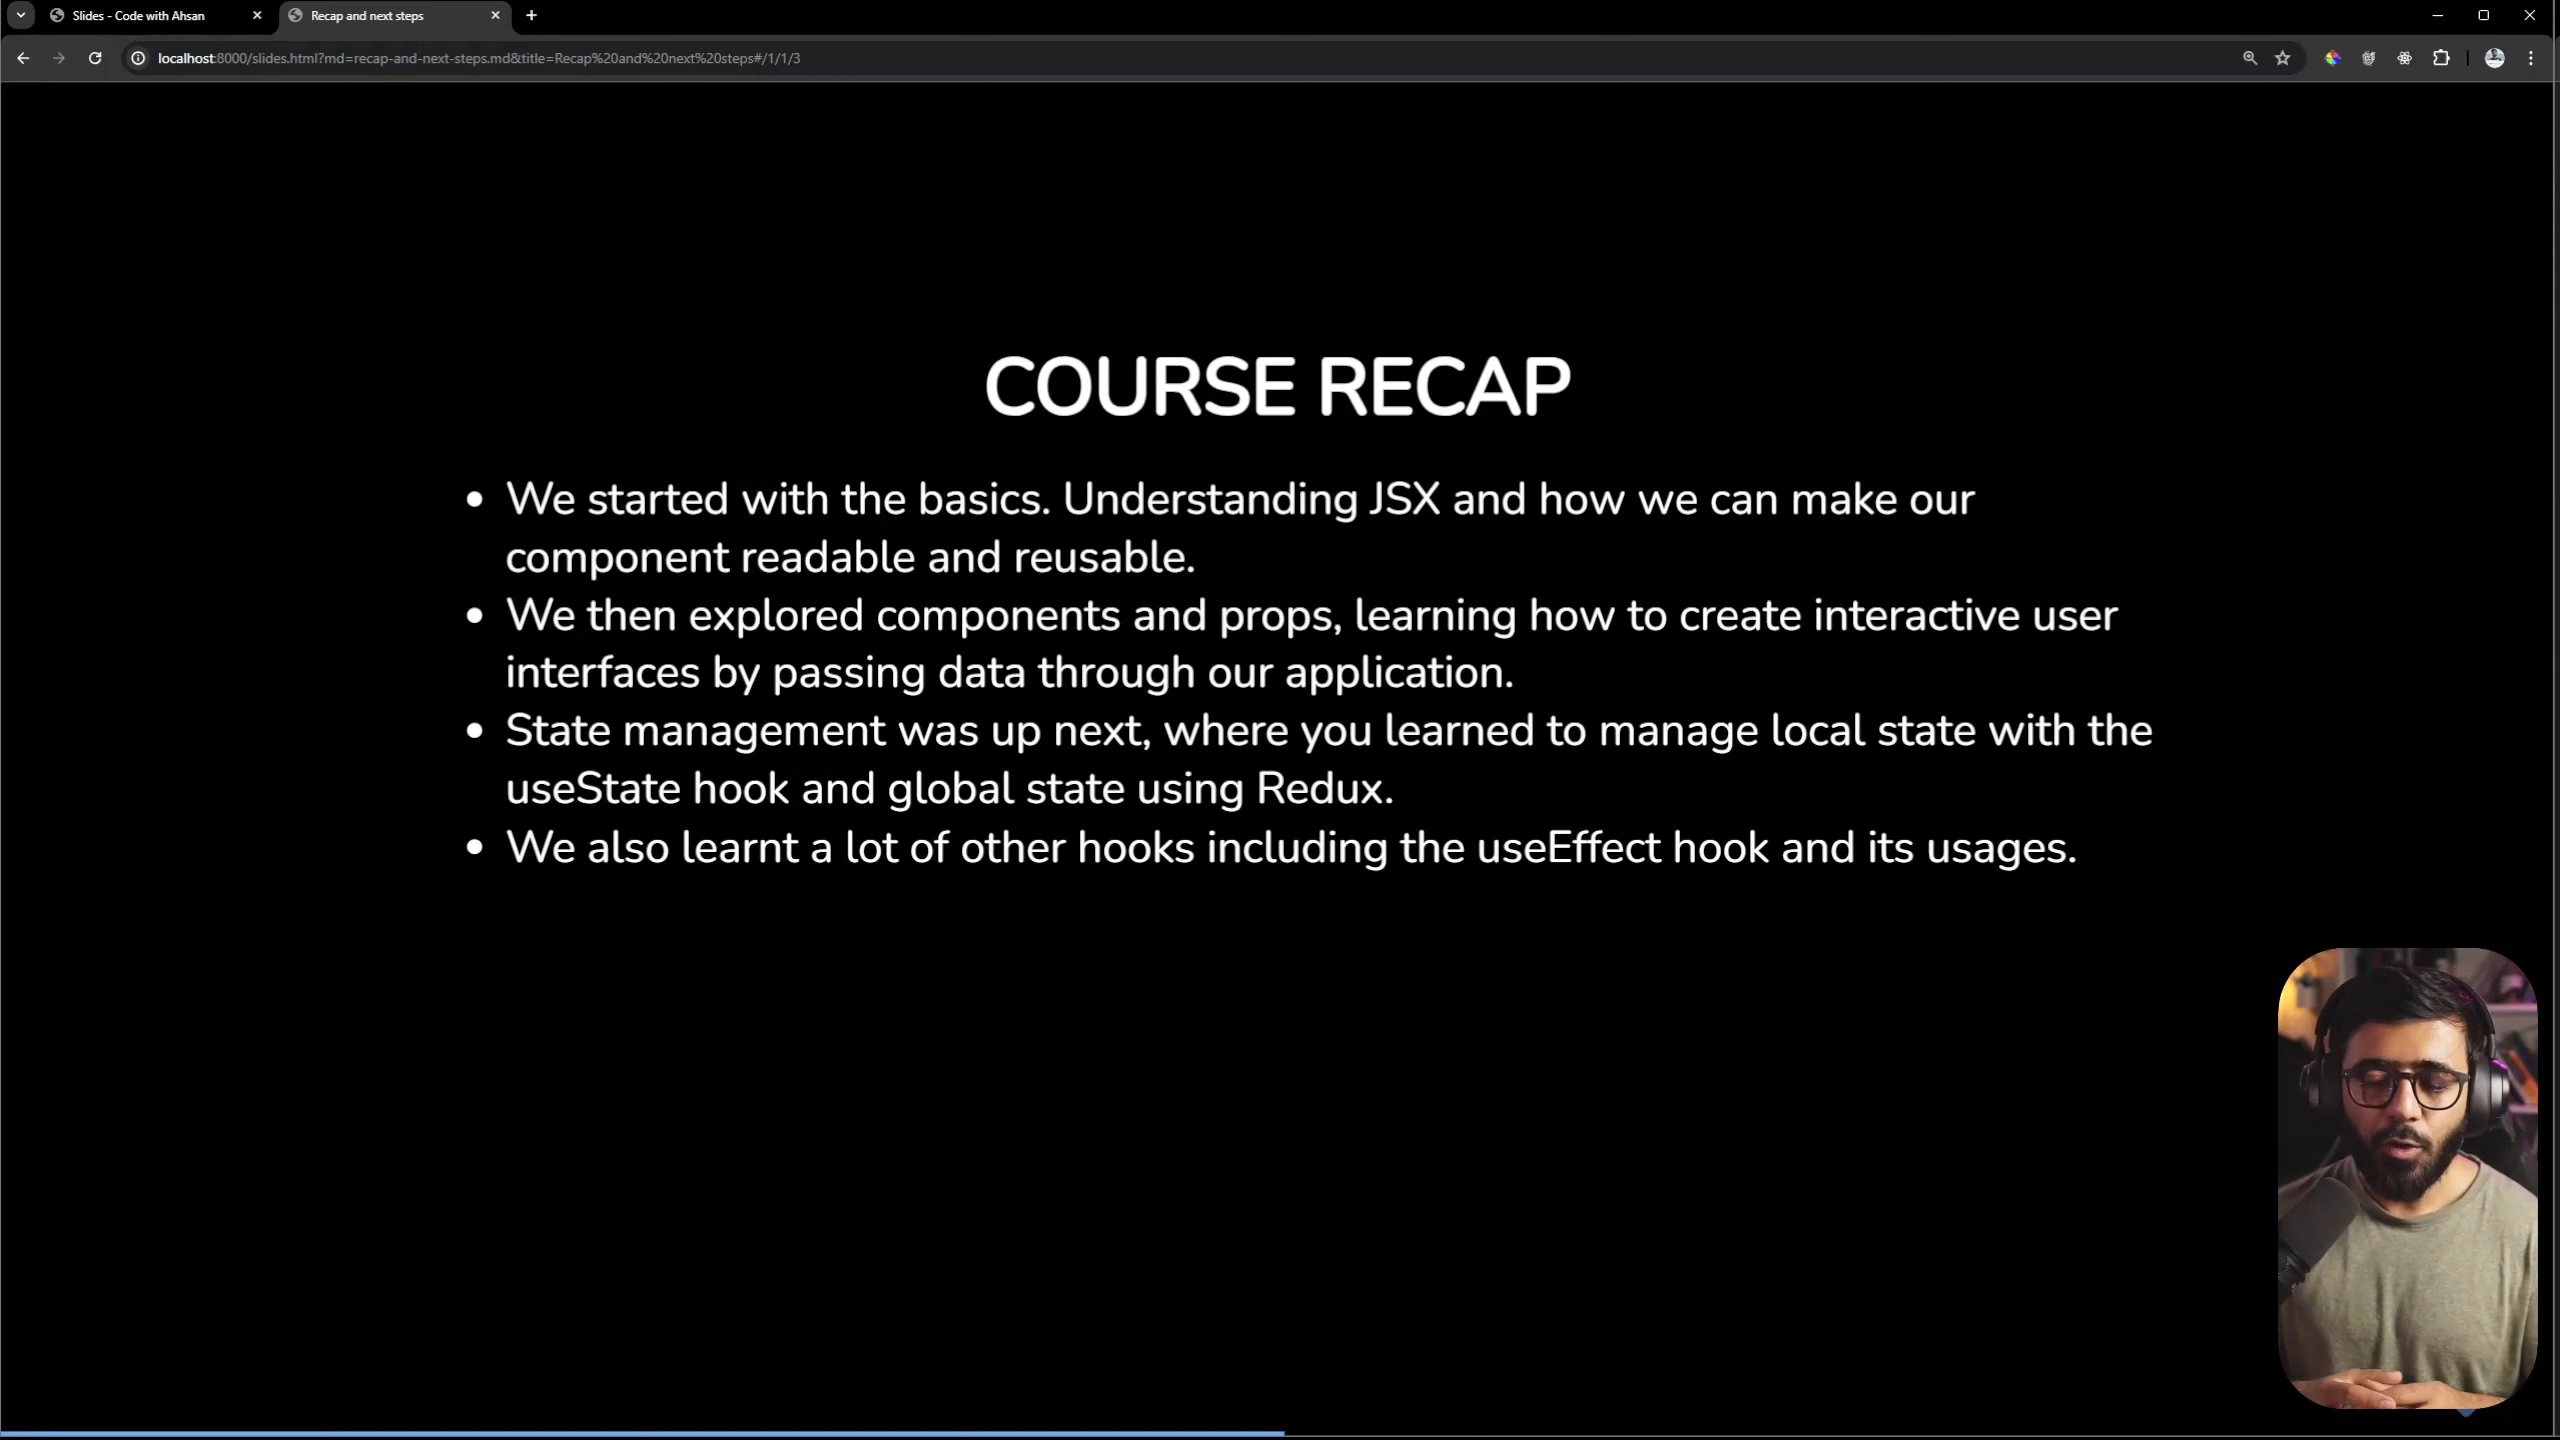 Slides - Code with Ahsan
Recap and next steps
localhost:8000/slides.html?md=recap-and-next-steps.md&title=Recap%20and%20next%20steps#/1/1/3
COURSE RECAP
• We started with the basics. Understanding JSX and how we can make our
component readable and reusable.
• We then explored components and props, learning how to create interactive user
interfaces by passing data through our application.
• State management was up next, where you learned to manage local state with the
useState hook and global state using Redux.
• We also learnt a lot of other hooks including the useEffect hook and its usages.